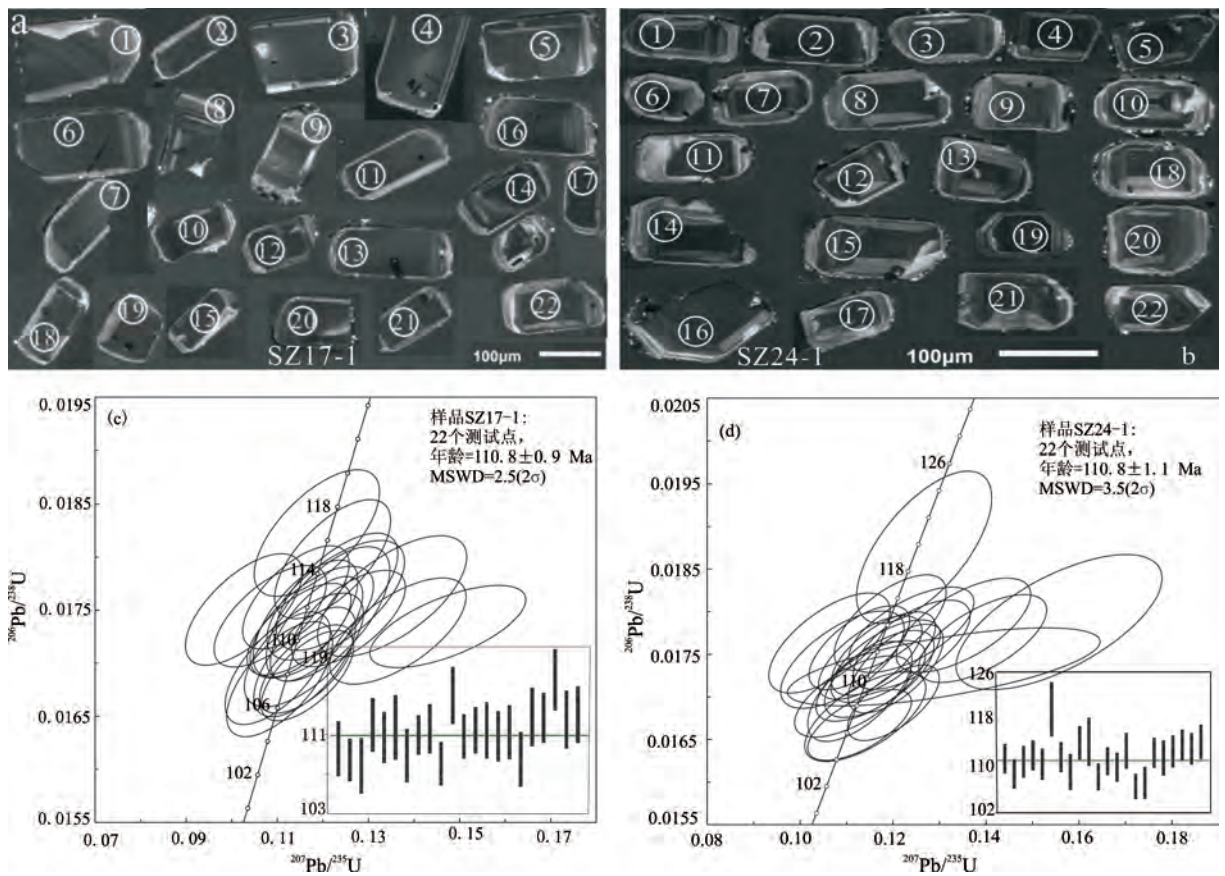 a
① ② ③ ④ ⑤
⑥ ⑧ ⑨ ⑪ ⑯
⑦ ⑩ ⑫ ⑬ ⑭ ⑰
⑱ ⑲ ⑮ ⑳ ㉑ ㉒
SZ17-1
100μm
① ② ③ ④ ⑤
⑥ ⑦ ⑧ ⑨ ⑩
⑪ ⑫ ⑬ ⑱
⑭ ⑮ ⑲ ⑳
⑯ ⑰ ㉑ ㉒
SZ24-1
100μm
b
(c)
样品SZ17-1:
22个测试点,
年龄=110.8±0.9 Ma
MSWD=2.5(2σ)
0.0195
0.0185
0.0175
0.0165
0.0155
²⁰⁶Pb/²³⁸U
118
114
110
106
102
111
103
0.07 0.09 0.11 0.13 0.15 0.17
²⁰⁷Pb/²³⁵U
(d)
样品SZ24-1:
22个测试点,
年龄=110.8±1.1 Ma
MSWD=3.5(2σ)
0.0205
0.0195
0.0185
0.0175
0.0165
0.0155
²⁰⁶Pb/²³⁸U
126
118
110
102
126
118
110
102
0.08 0.10 0.12 0.14 0.16 0.18
²⁰⁷Pb/²³⁵U